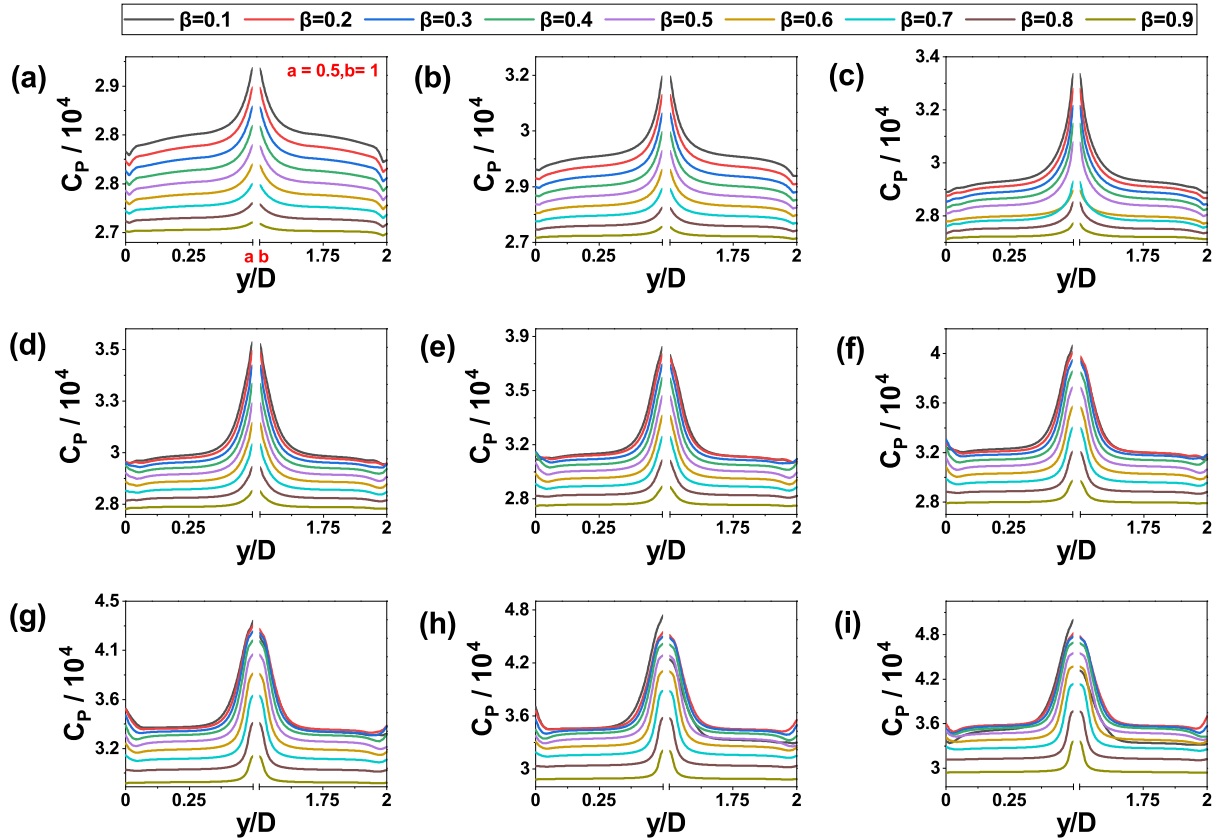 β=0.1 β=0.2 β=0.3 β=0.4 β=0.5 β=0.6 β=0.7 β=0.8 β=0.9
(a)
a = 0.5,b= 1
C_P / 10^4
2.9
2.8
2.8
2.7
0 0.25 a b 1.75 2
y/D
(b)
C_P / 10^4
3.2
3
2.9
2.7
0 0.25 1.75 2
y/D
(c)
C_P / 10^4
3.4
3.2
3
2.8
0 0.25 1.75 2
y/D
(d)
C_P / 10^4
3.5
3.3
3
2.8
0 0.25 1.75 2
y/D
(e)
C_P / 10^4
3.9
3.5
3.2
2.8
0 0.25 1.75 2
y/D
(f)
C_P / 10^4
4
3.6
3.2
2.8
0 0.25 1.75 2
y/D
(g)
C_P / 10^4
4.5
4.1
3.6
3.2
0 0.25 1.75 2
y/D
(h)
C_P / 10^4
4.8
4.2
3.6
3
0 0.25 1.75 2
y/D
(i)
C_P / 10^4
4.8
4.2
3.6
3
0 0.25 1.75 2
y/D